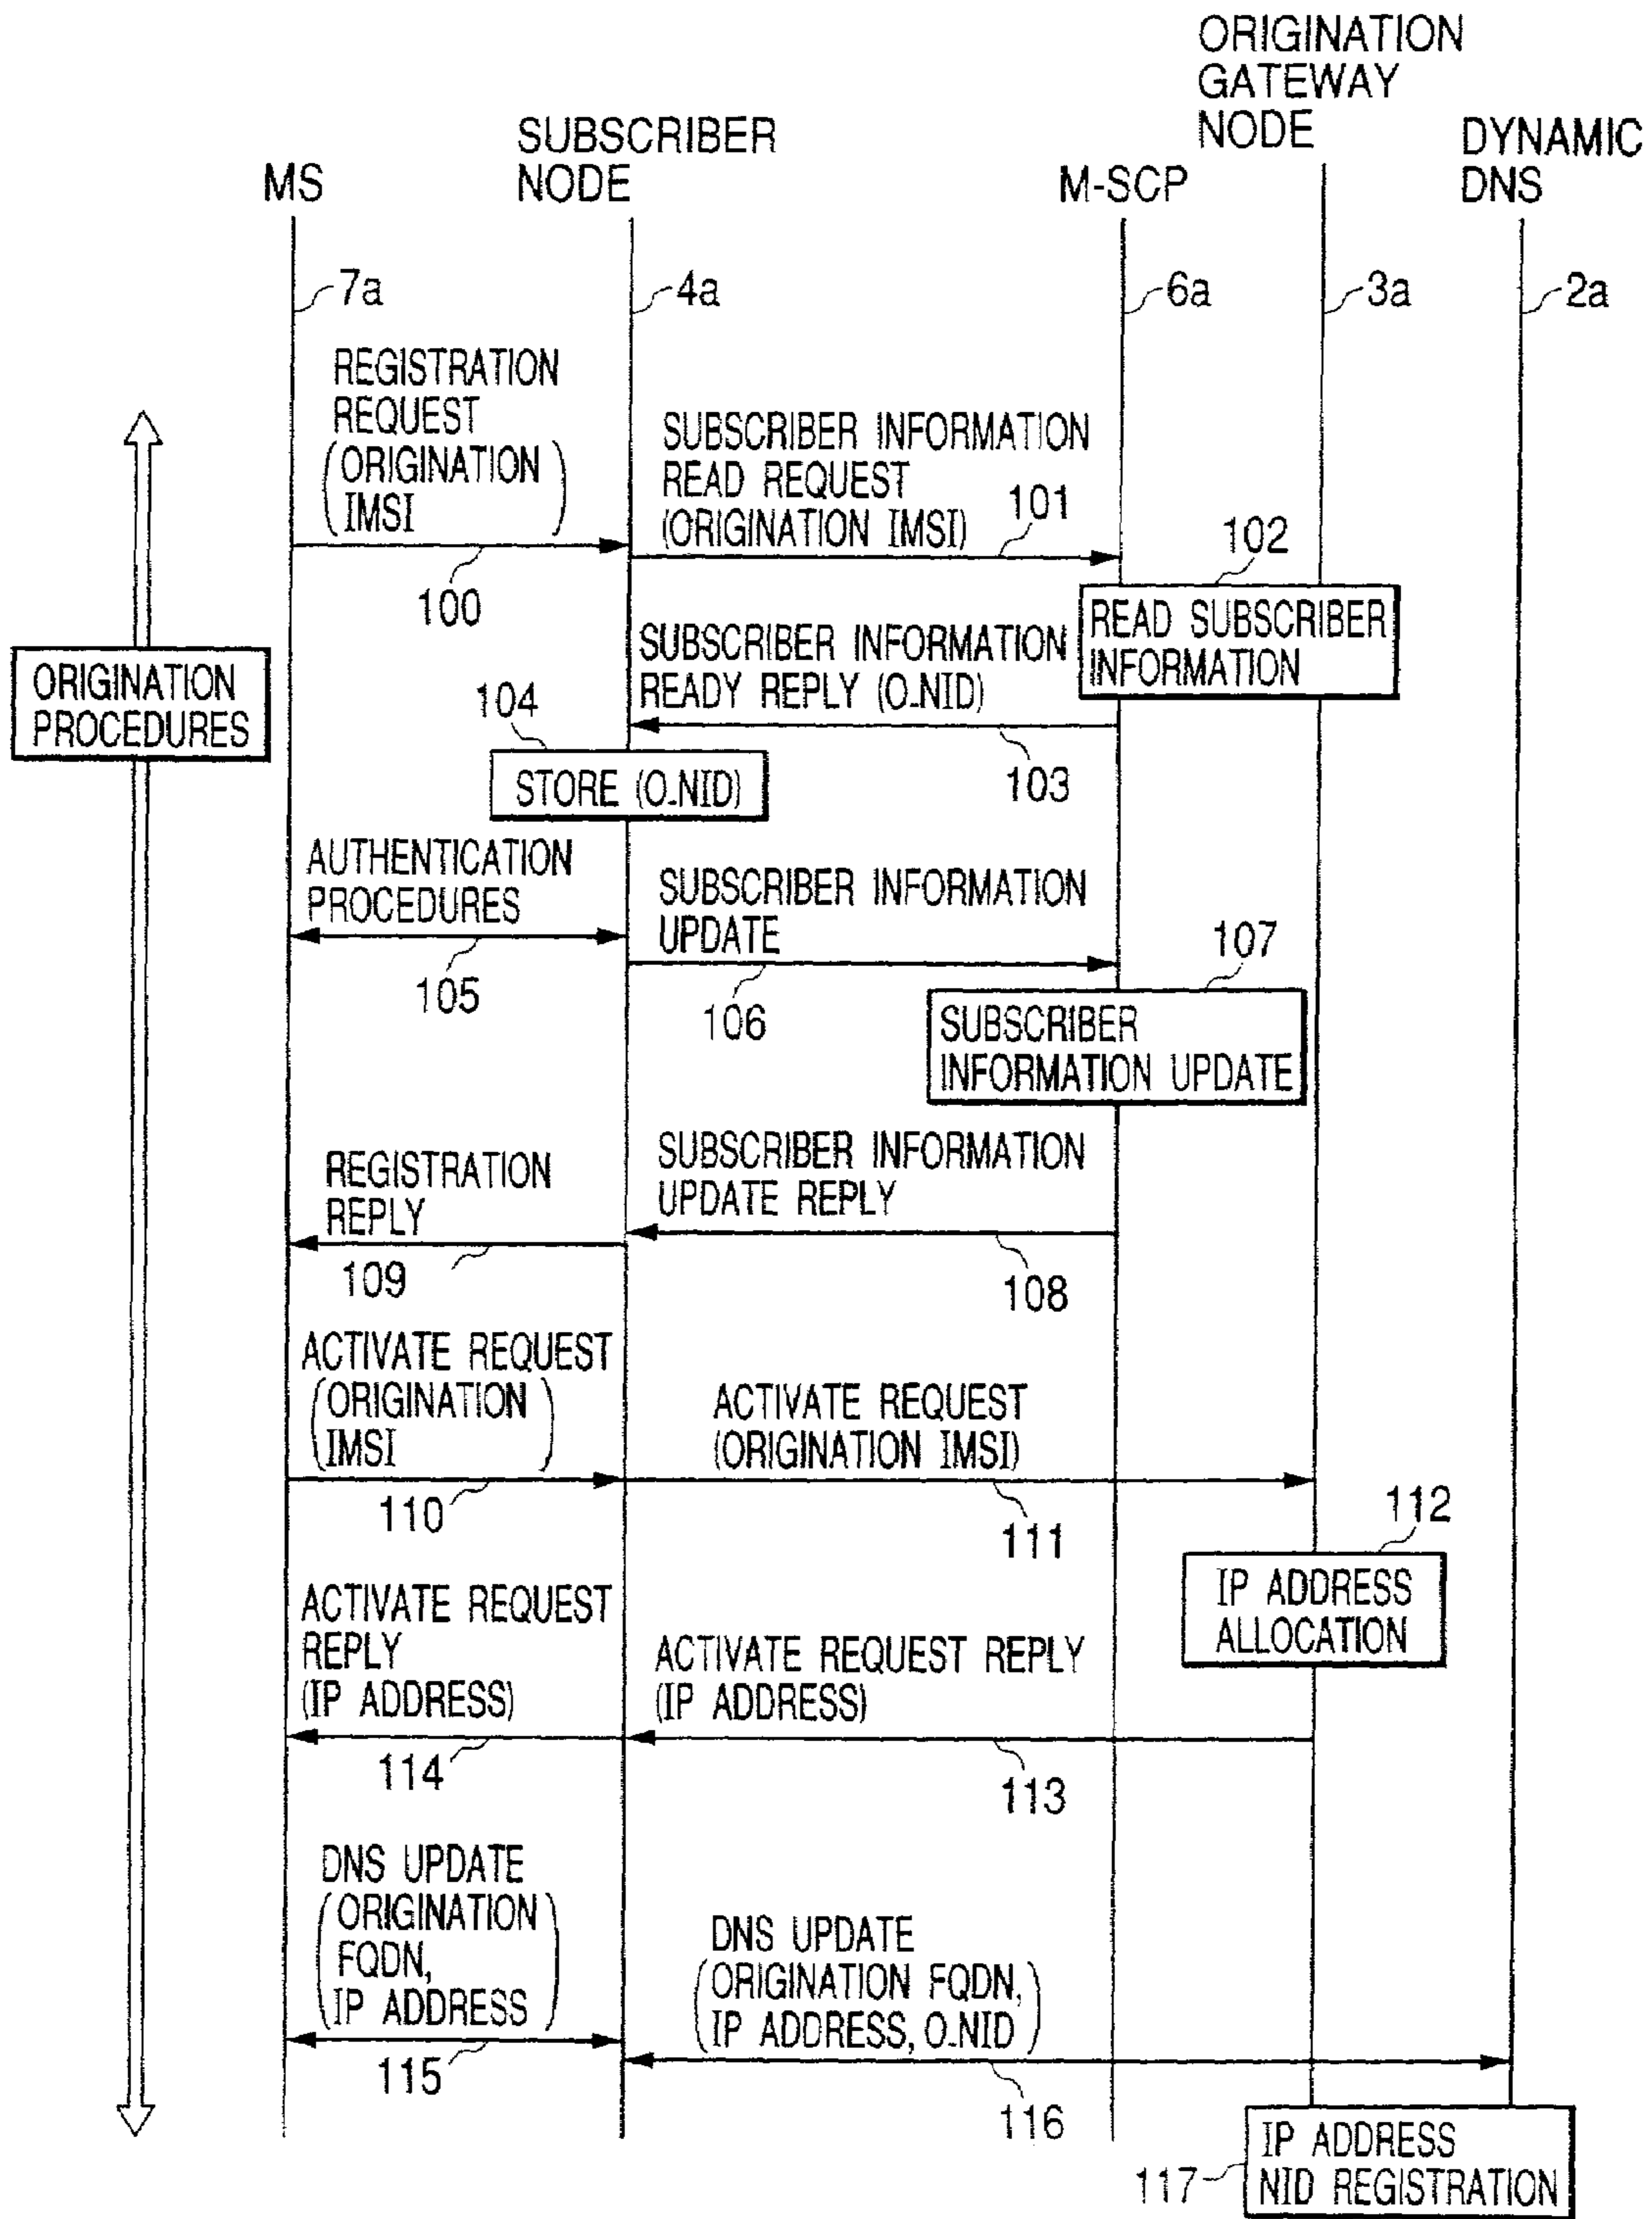 ORIGINATION
GATEWAY
NODE
SUBSCRIBER
NODE
DYNAMIC
DNS
MS
M-SCP
7a
4a
6a
3a
2a
REGISTRATION
REQUEST
(ORIGINATION
IMSI)
100
SUBSCRIBER INFORMATION
READ REQUEST
(ORIGINATION IMSI)
101
102
READ SUBSCRIBER
INFORMATION
ORIGINATION
PROCEDURES
SUBSCRIBER INFORMATION
READY REPLY (O_NID)
103
104
STORE (O_NID)
AUTHENTICATION
PROCEDURES
105
SUBSCRIBER INFORMATION
UPDATE
106
107
SUBSCRIBER
INFORMATION UPDATE
SUBSCRIBER INFORMATION
UPDATE REPLY
108
REGISTRATION
REPLY
109
ACTIVATE REQUEST
(ORIGINATION
IMSI)
110
ACTIVATE REQUEST
(ORIGINATION IMSI)
111
112
IP ADDRESS
ALLOCATION
ACTIVATE REQUEST
REPLY
(IP ADDRESS)
114
ACTIVATE REQUEST REPLY
(IP ADDRESS)
113
DNS UPDATE
(ORIGINATION
FQDN,
IP ADDRESS)
115
DNS UPDATE
(ORIGINATION FQDN,
IP ADDRESS, O_NID)
116
117
IP ADDRESS
NID REGISTRATION